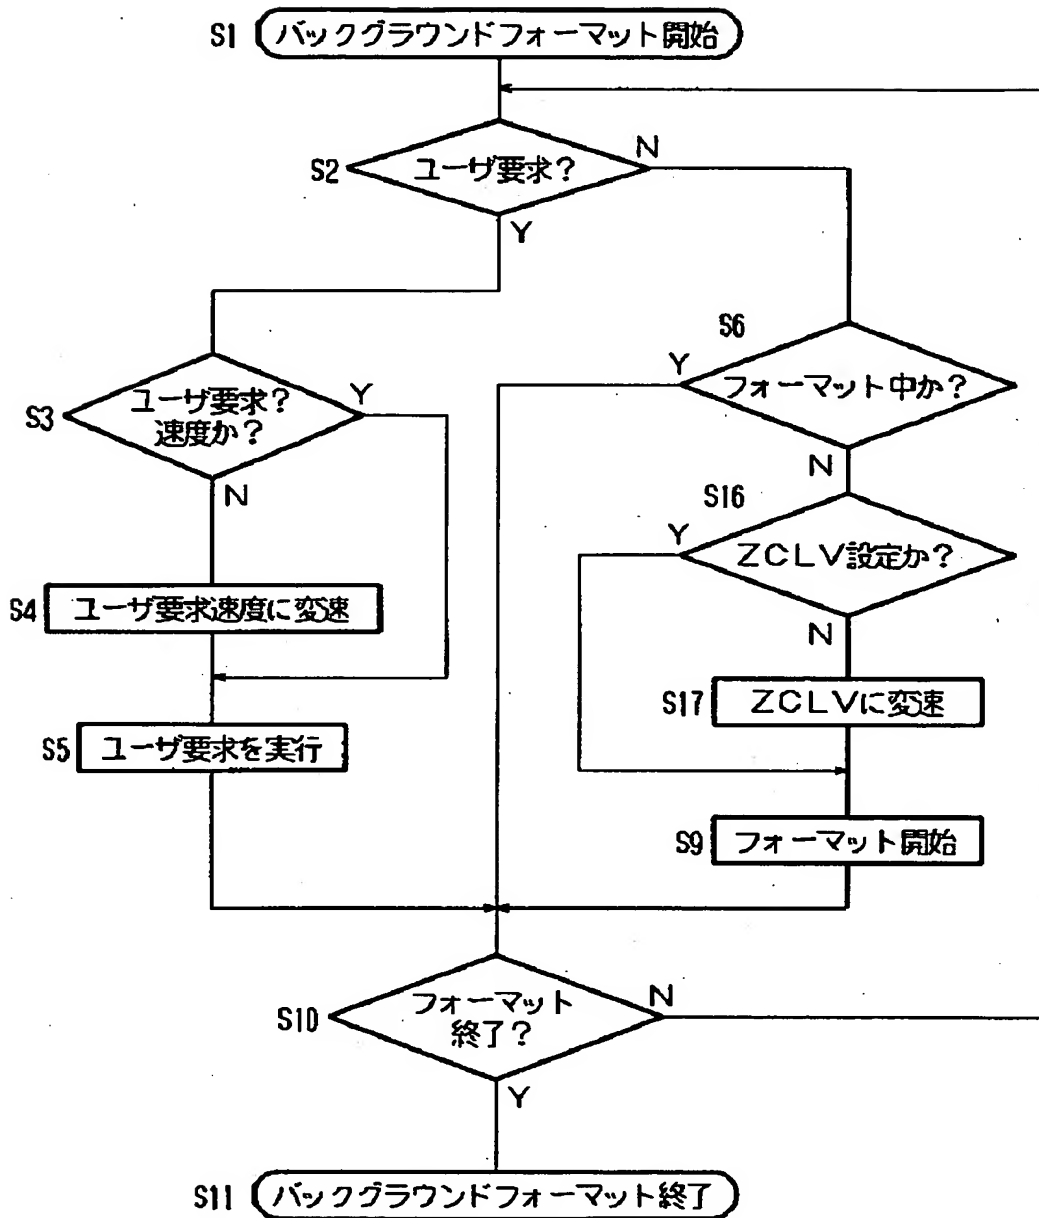 S1 バックグラウンドフォーマット開始
S2 ユーザ要求?
N
Y
S3 ユーザ要求?
速度か?
Y
N
S4 ユーザ要求速度に変速
S5 ユーザ要求を実行
S6
Y
フォーマット中か?
N
S16
Y
ZCLV設定か?
N
S17 ZCLVに変速
S9 フォーマット開始
S10 フォーマット
終了?
N
Y
S11 バックグラウンドフォーマット終了